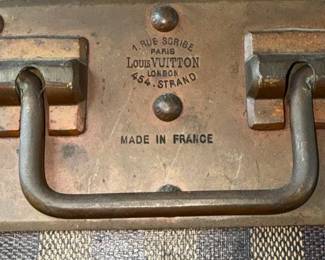 1. RUE SCRIBE
PARIS
LOUIS VUITTON
LONDON
454. STRAND
MADE IN FRANCE